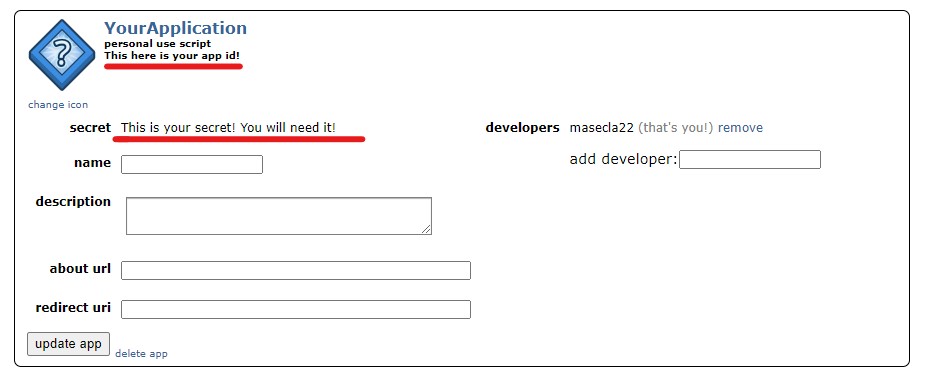 YourApplication
personal use script
This here is your app id!
change icon
secret This is your secret! You will need it!
developers masecla22 (that's you!) remove
name
add developer:
description
about url
redirect uri
update app delete app